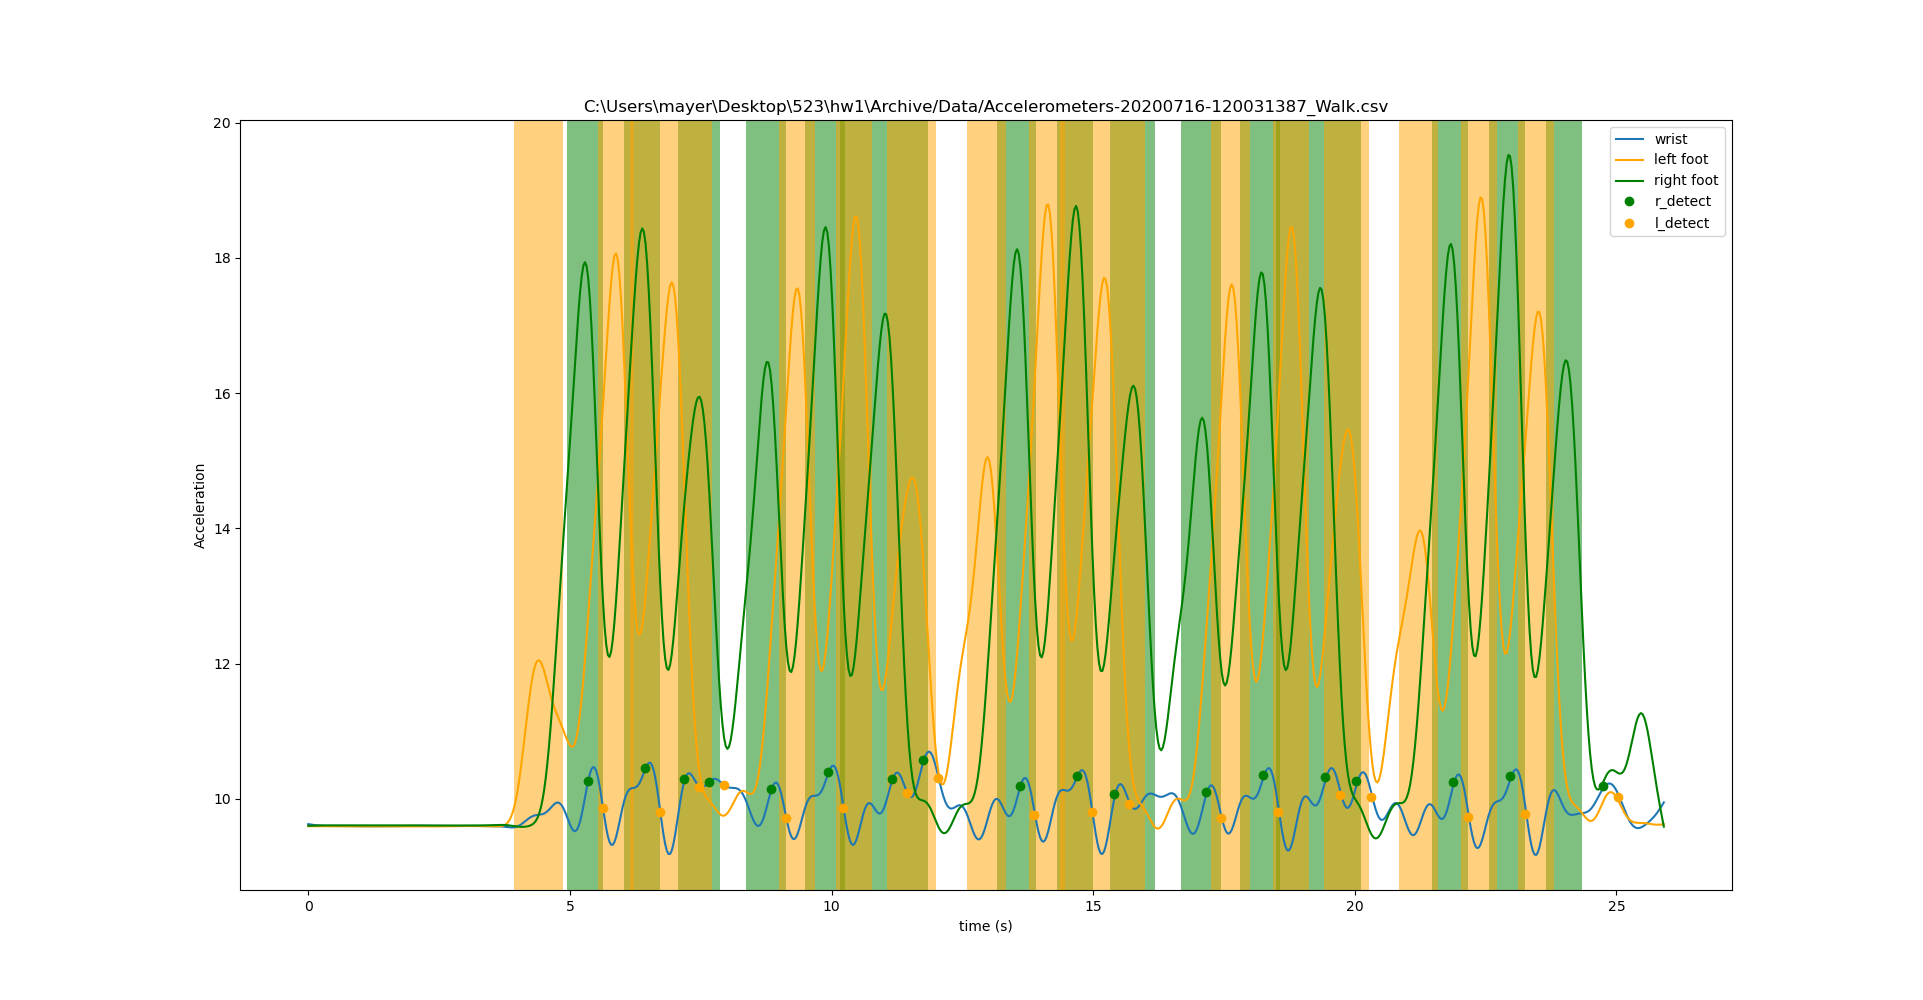 C:\Users\mayer\Desktop\523\hw1\Archive/Data/Accelerometers-20200716-120031387_Walk.csv
wrist
left foot
right foot
r_detect
l_detect
Acceleration
20
18
16
14
12
10
0 5 10 15 20 25
time (s)